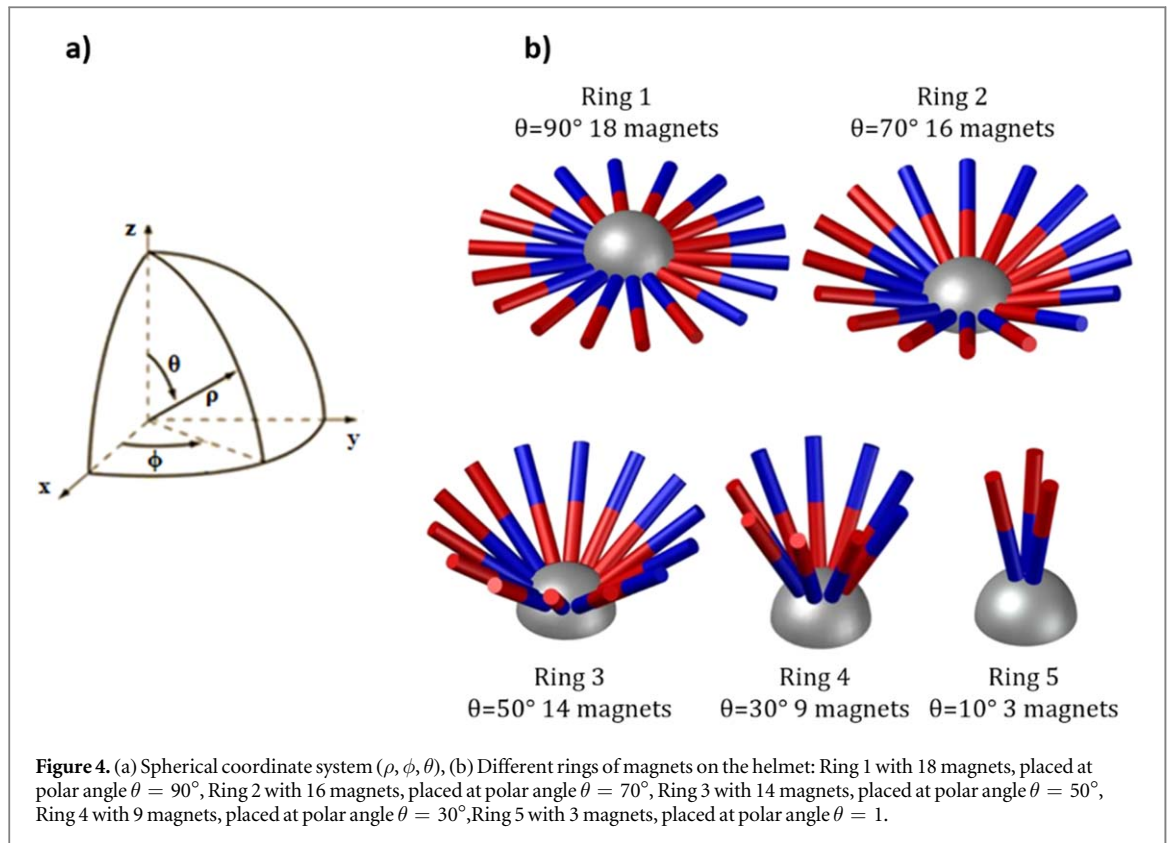 a)
z
θ
ρ
y
ϕ
x
b)
Ring 1
θ=90° 18 magnets
Ring 2
θ=70° 16 magnets
Ring 3
θ=50° 14 magnets
Ring 4
θ=30° 9 magnets
Ring 5
θ=10° 3 magnets
Figure 4. (a) Spherical coordinate system (ρ, ϕ, θ), (b) Different rings of magnets on the helmet: Ring 1 with 18 magnets, placed at
polar angle θ = 90°, Ring 2 with 16 magnets, placed at polar angle θ = 70°, Ring 3 with 14 magnets, placed at polar angle θ = 50°,
Ring 4 with 9 magnets, placed at polar angle θ = 30°,Ring 5 with 3 magnets, placed at polar angle θ = 1.